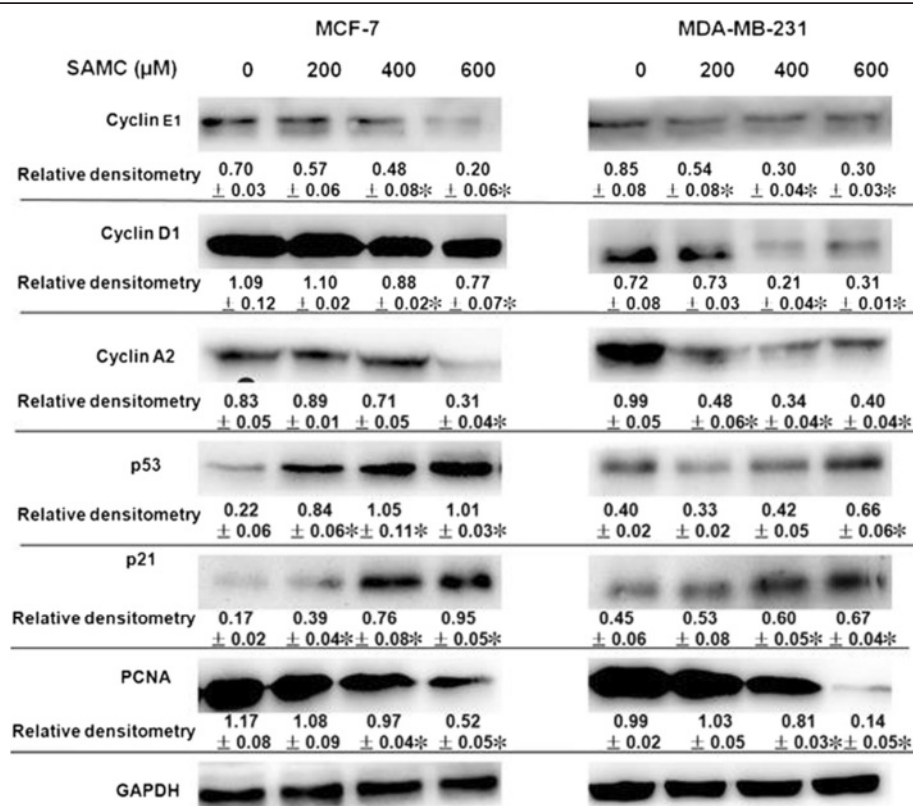 MCF-7 MDA-MB-231
SAMC (μM) 0 200 400 600 0 200 400 600
Cyclin E1
Relative densitometry 0.70 0.57 0.48 0.20 0.85 0.54 0.30 0.30
± 0.03 ± 0.06 ± 0.08* ± 0.06* ± 0.08 ± 0.08* ± 0.04* ± 0.03*
Cyclin D1
Relative densitometry 1.09 1.10 0.88 0.77 0.72 0.73 0.21 0.31
± 0.12 ± 0.02 ± 0.02* ± 0.07* ± 0.08 ± 0.03 ± 0.04* ± 0.01*
Cyclin A2
Relative densitometry 0.83 0.89 0.71 0.31 0.99 0.48 0.34 0.40
± 0.05 ± 0.01 ± 0.05 ± 0.04* ± 0.05 ± 0.06* ± 0.04* ± 0.04*
p53
Relative densitometry 0.22 0.84 1.05 1.01 0.40 0.33 0.42 0.66
± 0.06 ± 0.06* ± 0.11* ± 0.03* ± 0.02 ± 0.02 ± 0.05 ± 0.06*
p21
Relative densitometry 0.17 0.39 0.76 0.95 0.45 0.53 0.60 0.67
± 0.02 ± 0.04* ± 0.08* ± 0.05* ± 0.06 ± 0.08 ± 0.05* ± 0.04*
PCNA
Relative densitometry 1.17 1.08 0.97 0.52 0.99 1.03 0.81 0.14
± 0.08 ± 0.09 ± 0.04* ± 0.05* ± 0.02 ± 0.05 ± 0.03* ± 0.05*
GAPDH